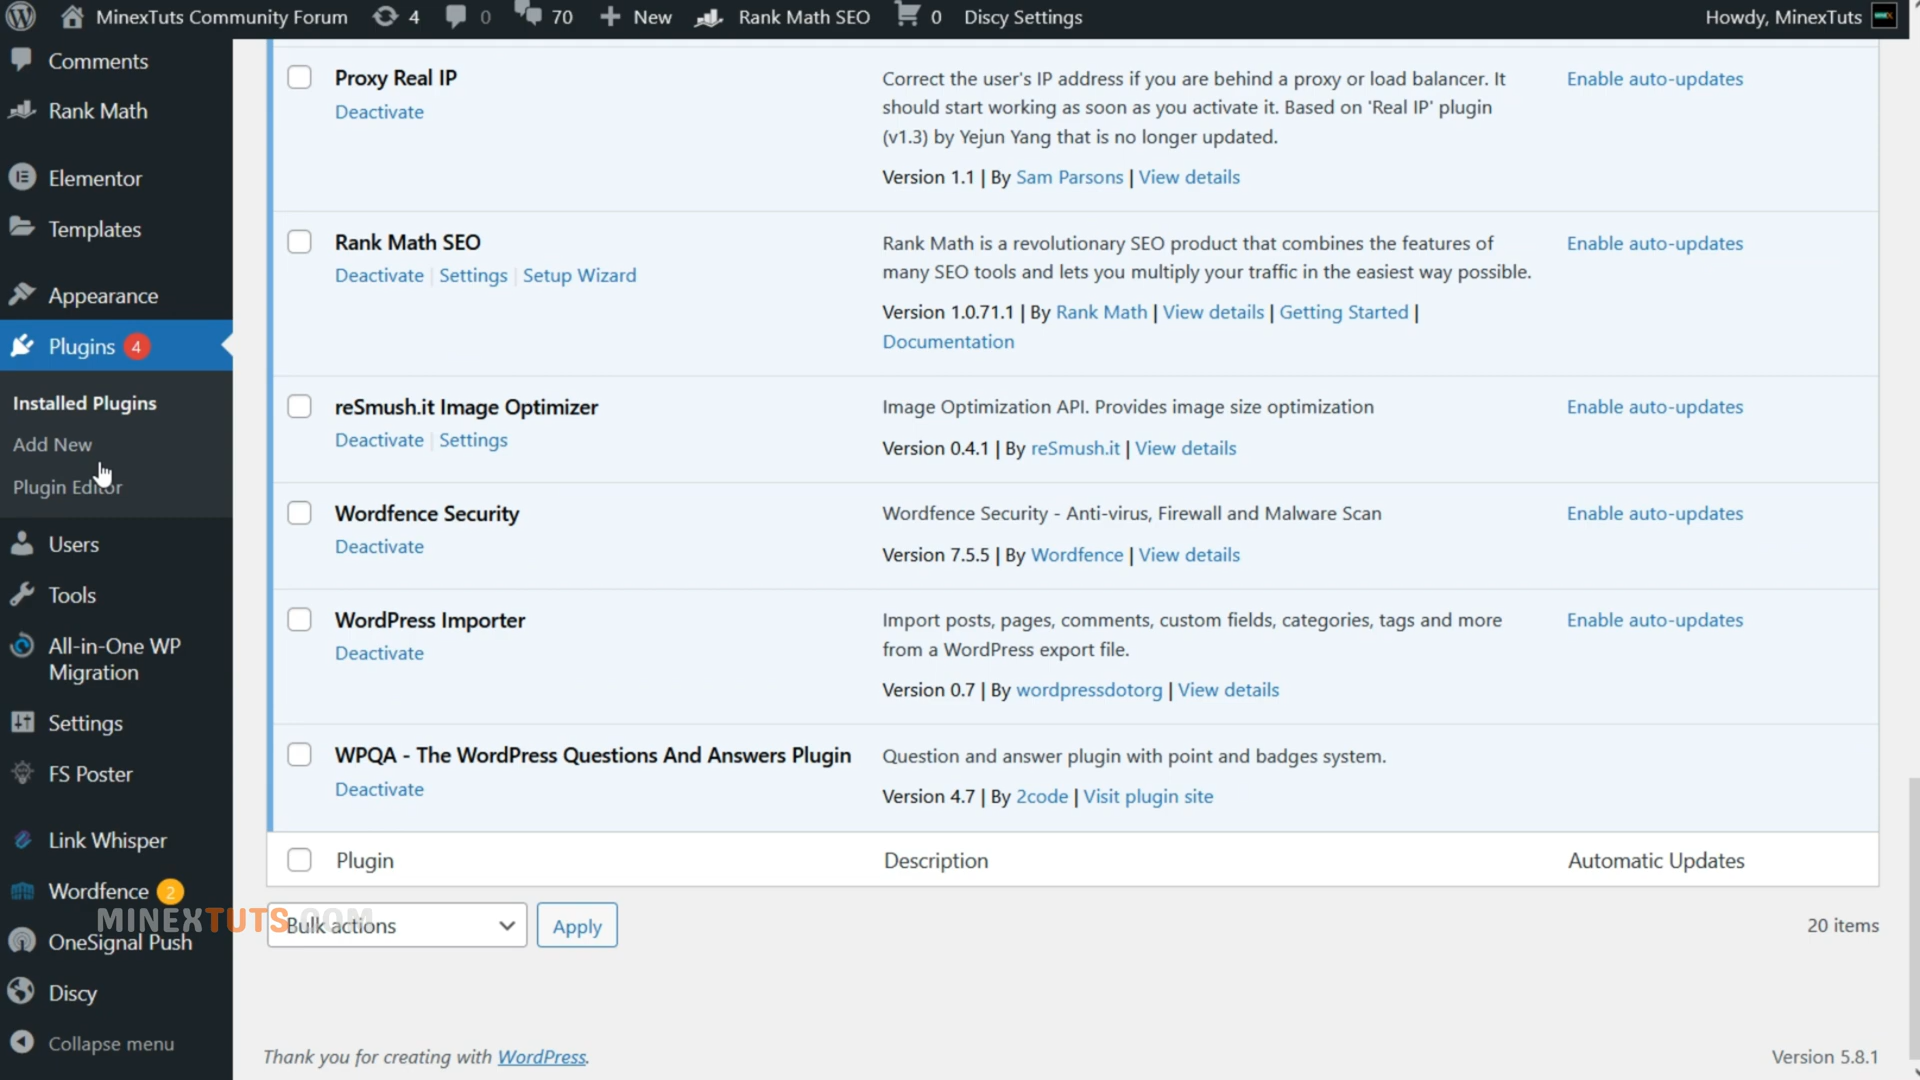 MinexTuts Community Forum 4 0 70 New Rank Math SEO 0 Discy Settings Howdy, MinexTuts
Comments
Rank Math
Elementor
Templates
Appearance
Plugins 4
Installed Plugins
Add New
Plugin Editor
Users
Tools
All-in-One WP
Migration
Settings
FS Poster
Link Whisper
Wordfence 2
OneSignal Push
Discy
Collapse menu
Proxy Real IP
Deactivate
Correct the user's IP address if you are behind a proxy or load balancer. It
should start working as soon as you activate it. Based on 'Real IP' plugin
(v1.3) by Yejun Yang that is no longer updated.
Version 1.1 | By Sam Parsons | View details
Enable auto-updates
Rank Math SEO
Deactivate | Settings | Setup Wizard
Rank Math is a revolutionary SEO product that combines the features of
many SEO tools and lets you multiply your traffic in the easiest way possible.
Version 1.0.71.1 | By Rank Math | View details | Getting Started |
Documentation
Enable auto-updates
reSmush.it Image Optimizer
Deactivate | Settings
Image Optimization API. Provides image size optimization
Version 0.4.1 | By reSmush.it | View details
Enable auto-updates
Wordfence Security
Deactivate
Wordfence Security - Anti-virus, Firewall and Malware Scan
Version 7.5.5 | By Wordfence | View details
Enable auto-updates
WordPress Importer
Deactivate
Import posts, pages, comments, custom fields, categories, tags and more
from a WordPress export file.
Version 0.7 | By wordpressdotorg | View details
Enable auto-updates
WPQA - The WordPress Questions And Answers Plugin
Deactivate
Question and answer plugin with point and badges system.
Version 4.7 | By 2code | Visit plugin site
Plugin Description Automatic Updates
MINEXTUTS.COM
Bulk actions Apply 20 items
Thank you for creating with WordPress. Version 5.8.1